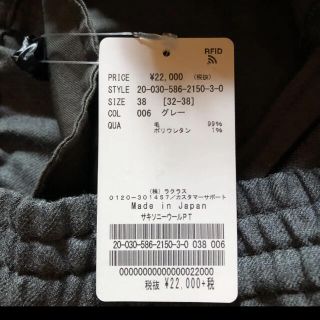 RFID
PRICE ¥22,000 (税抜)
STYLE 20-030-586-2150-3-0
SIZE 38 [32-38]
COL 006 グレー
QUA 毛 99%
ポリウレタン 1%
(株) ラクラス
0120-301457/カスタマーサポート
Made in Japan
サキソニーウールPT
20-030-586-2150-3-0 038 006
00000000000000022000
税抜 ¥22,000+税